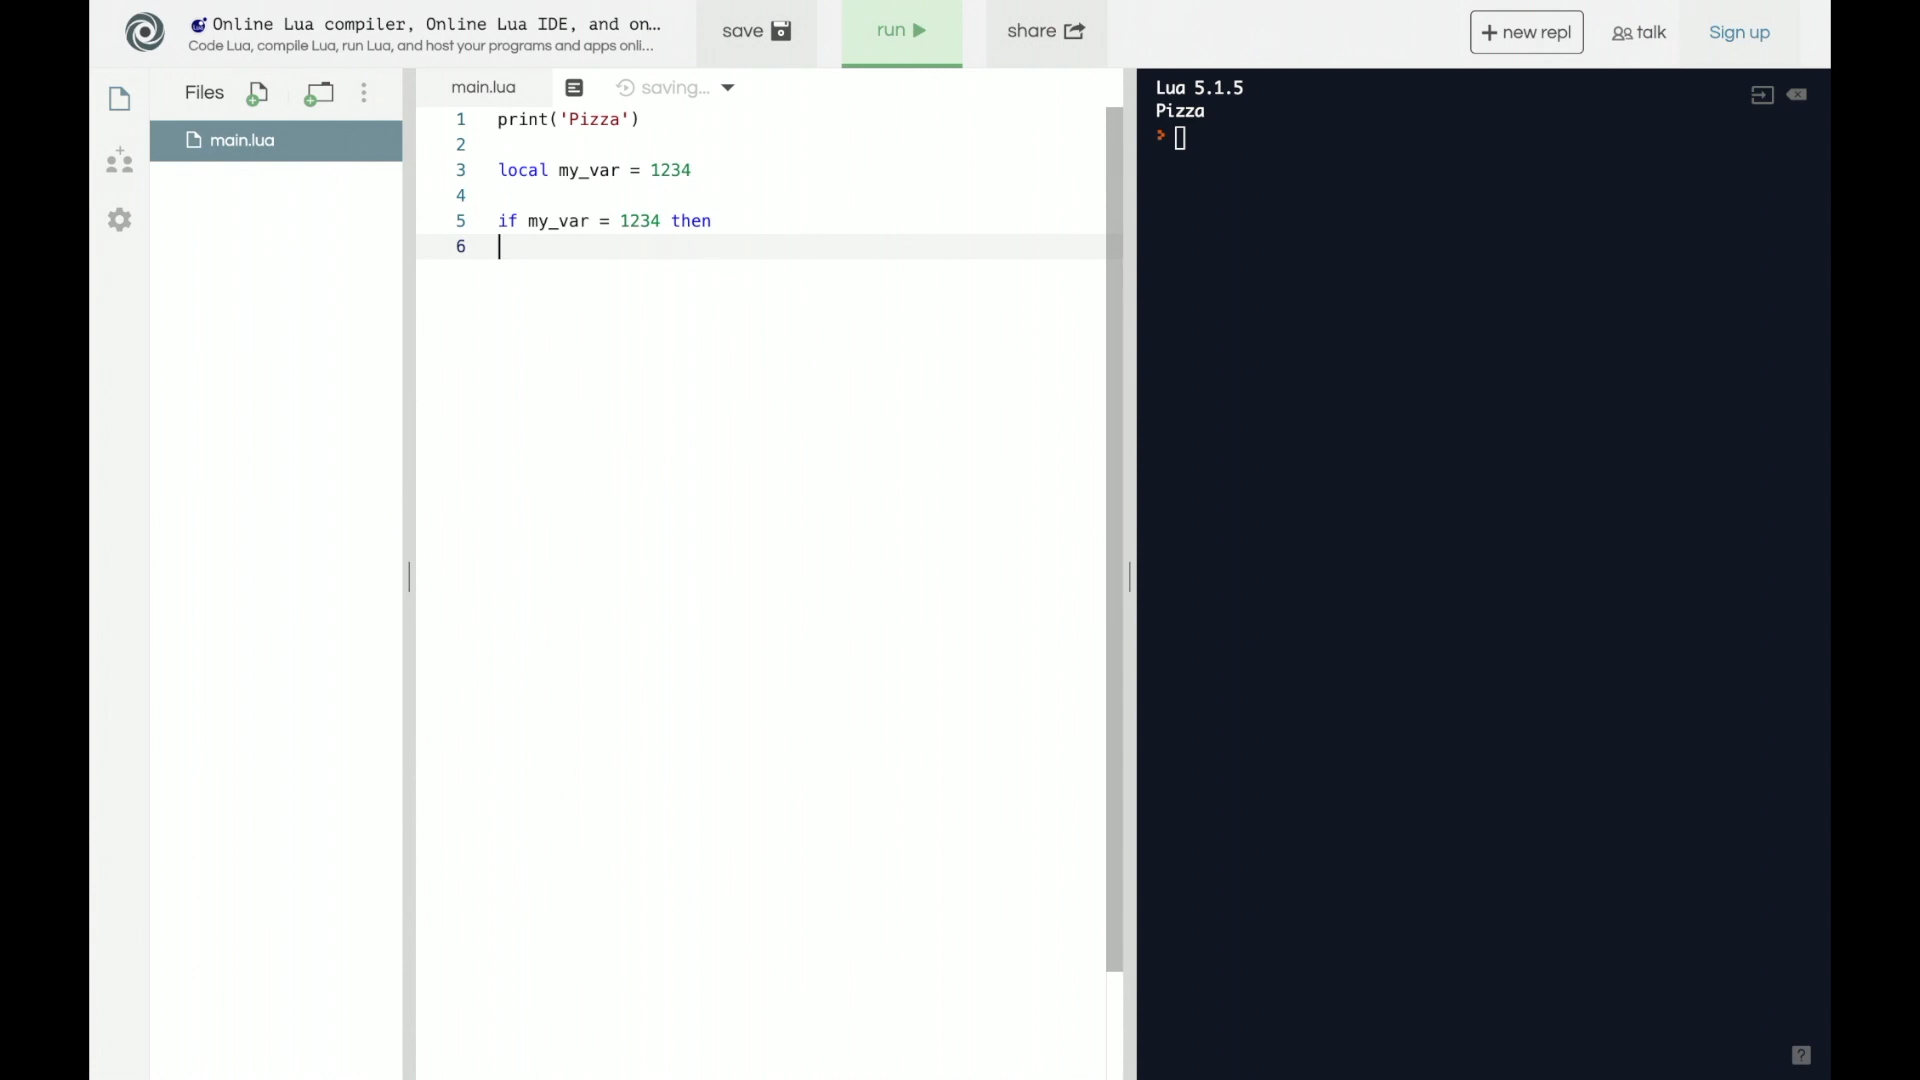 Online Lua compiler, Online Lua IDE, and on...
Code Lua, compile Lua, run Lua, and host your programs and apps onli...
save
run
share
+ new repl
talk
Sign up
Files
main.lua
main.lua
saving...
1 print('Pizza')
2
3 local my_var = 1234
4
5 if my_var = 1234 then
6
Lua 5.1.5
Pizza
>
?